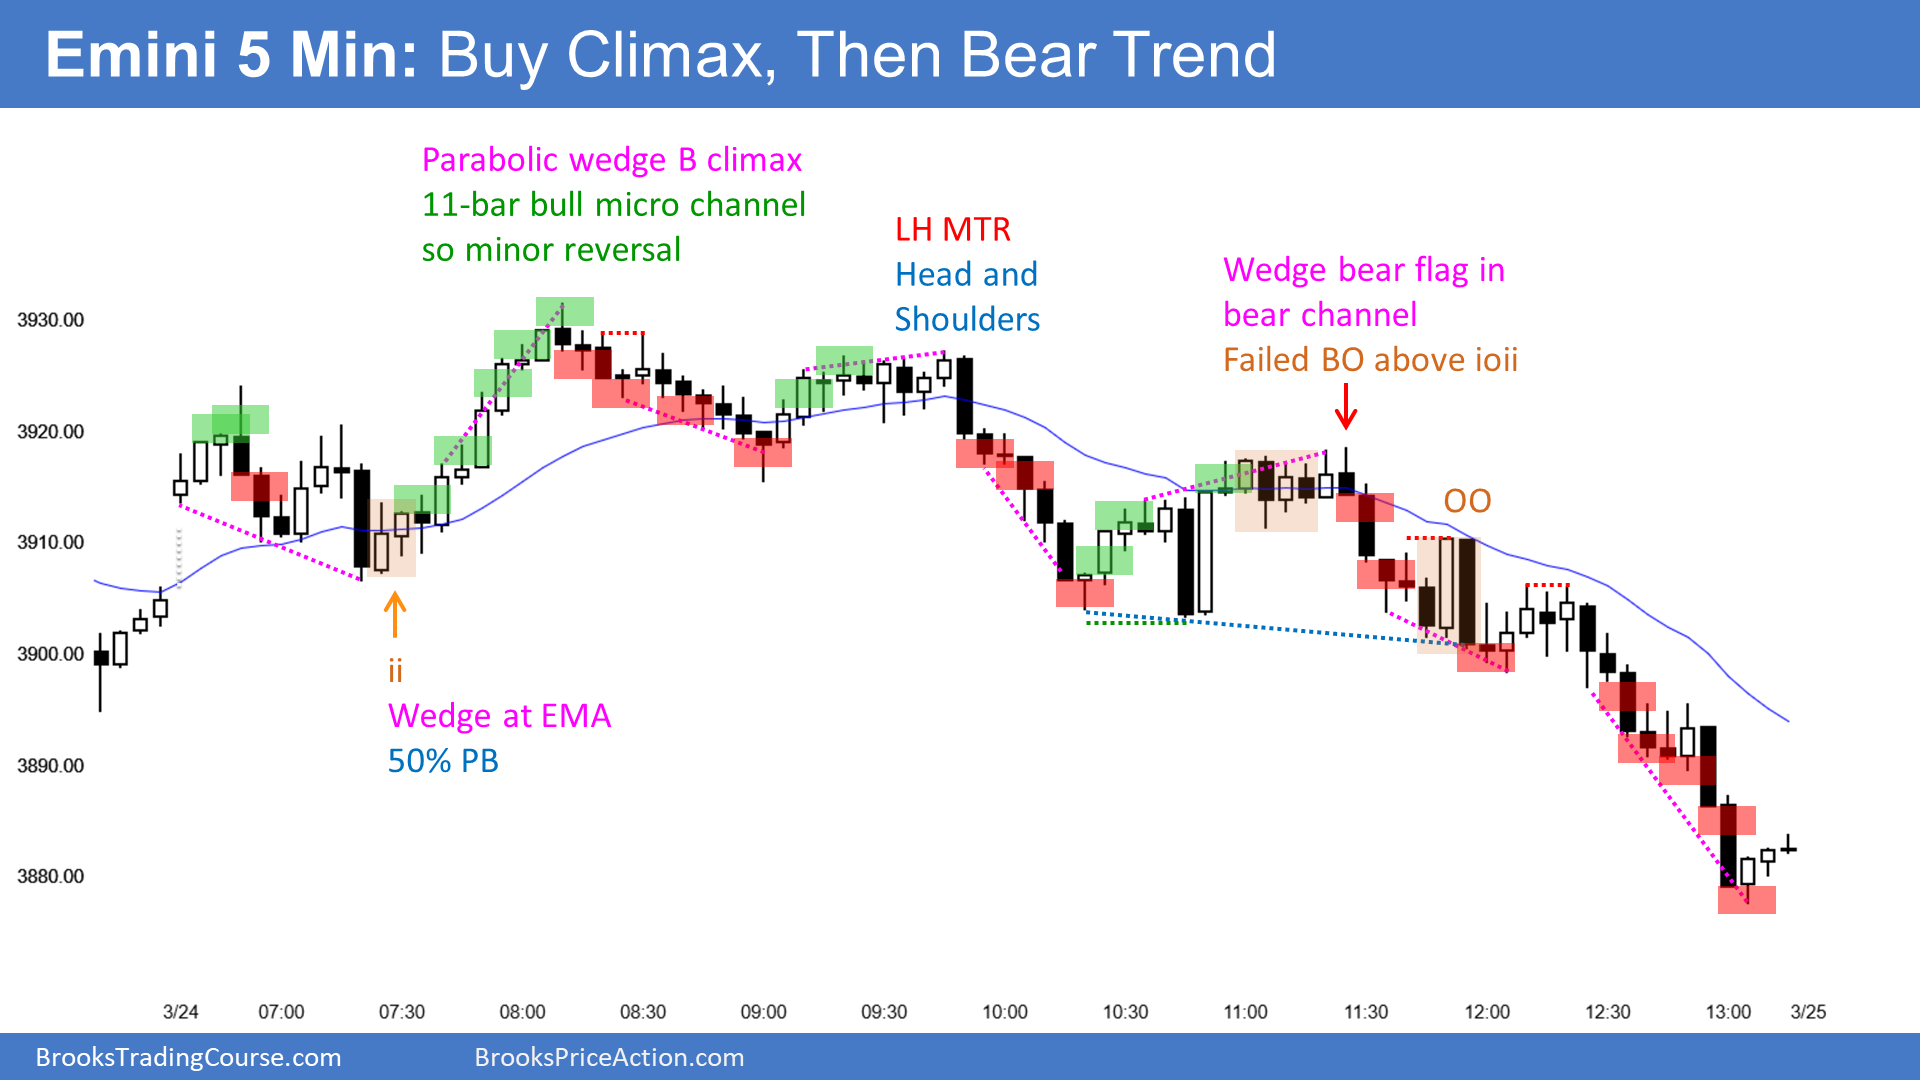 Emini 5 Min: Buy Climax, Then Bear Trend
Parabolic wedge B climax
11-bar bull micro channel
so minor reversal
LH MTR
Head and
Shoulders
Wedge bear flag in
bear channel
Failed BO above ioii
OO
ii
Wedge at EMA
50% PB
3930.00
3920.00
3910.00
3900.00
3890.00
3880.00
3/24 07:00 07:30 08:00 08:30 09:00 09:30 10:00 10:30 11:00 11:30 12:00 12:30 13:00 3/25
BrooksTradingCourse.com BrooksPriceAction.com